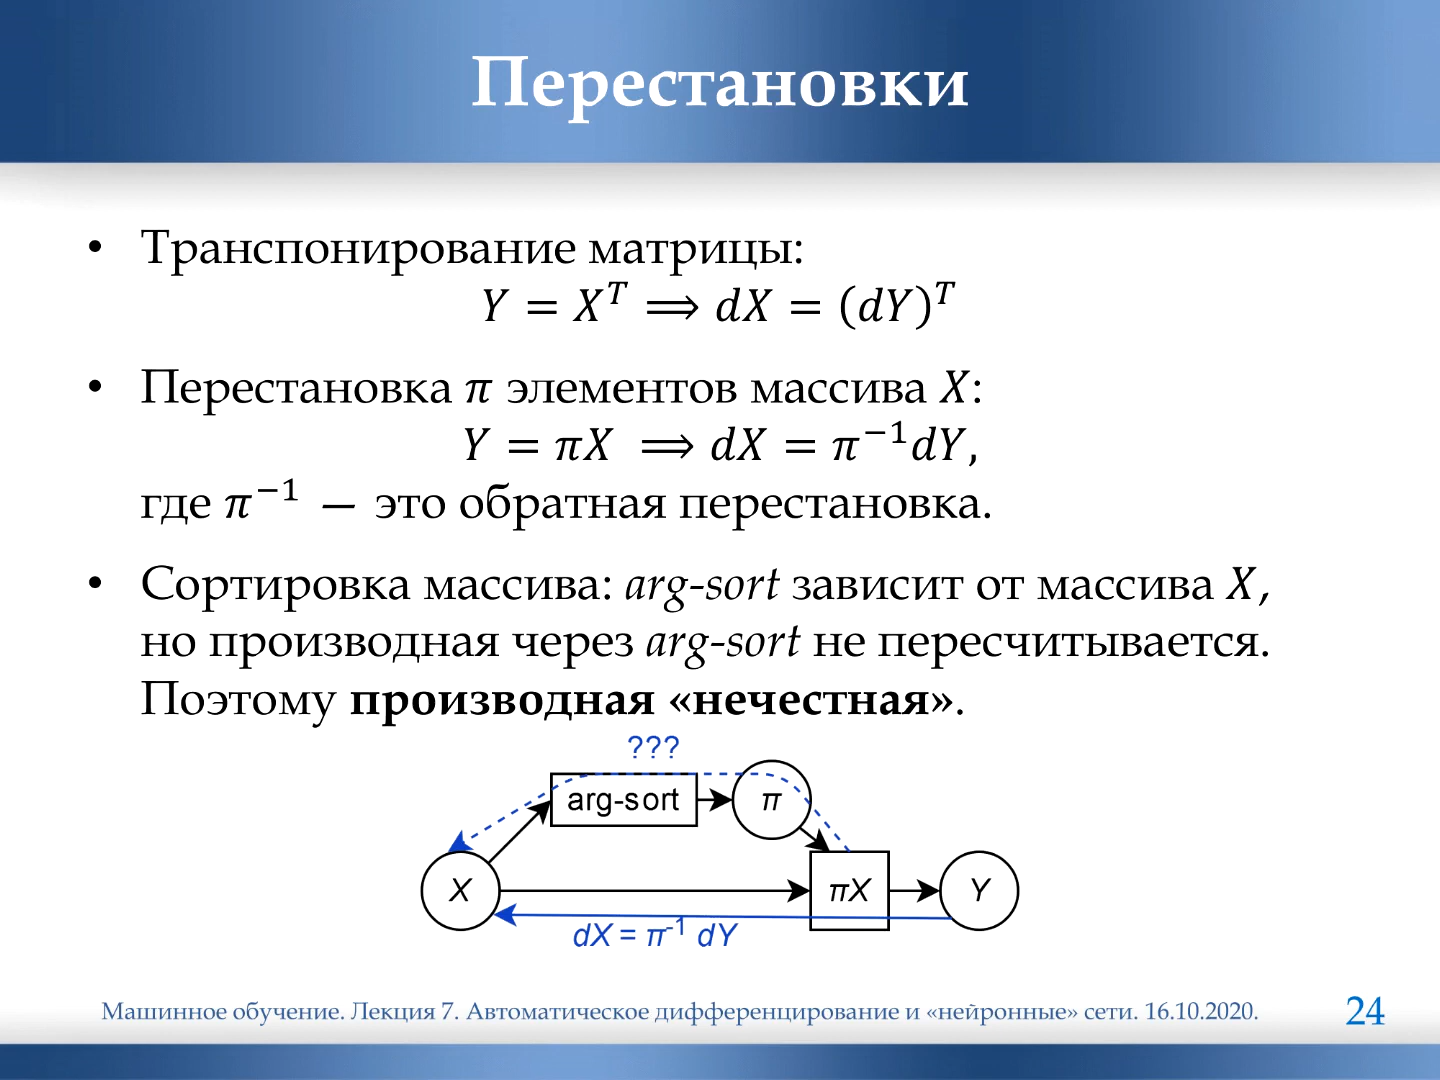 Перестановки
• Транспонирование матрицы:
Y = X^T ⟹ dX = (dY)^T
• Перестановка π элементов массива X:
Y = πX ⟹ dX = π^{-1}dY,
где π^{-1} — это обратная перестановка.
• Сортировка массива: arg-sort зависит от массива X,
но производная через arg-sort не пересчитывается.
Поэтому производная «нечестная».
???
arg-sort
π
X
πX
Y
dX = π^{-1} dY
Машинное обучение. Лекция 7. Автоматическое дифференцирование и «нейронные» сети. 16.10.2020.
24